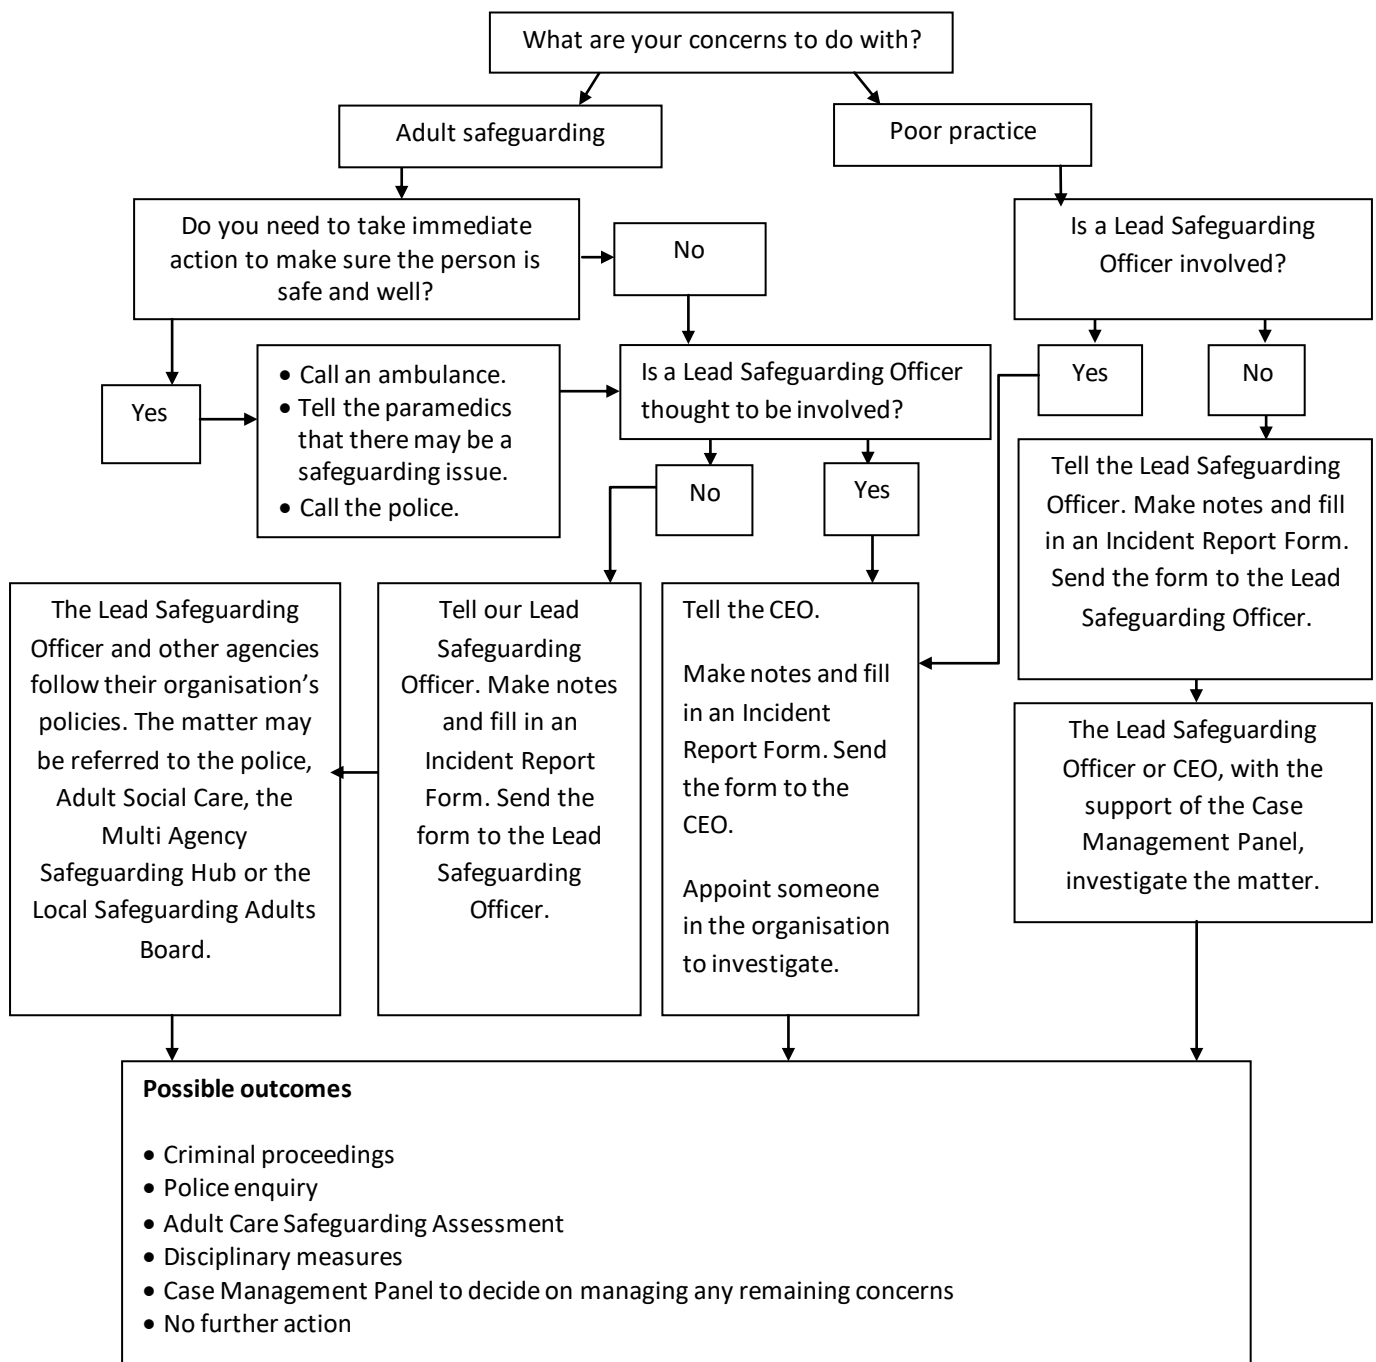 What are your concerns to do with?
Adult safeguarding
Poor practice
Do you need to take immediate
action to make sure the person is
safe and well?
No
Is a Lead Safeguarding
Officer involved?
Yes
• Call an ambulance.
• Tell the paramedics
that there may be a
safeguarding issue.
• Call the police.
Is a Lead Safeguarding Officer
thought to be involved?
Yes
No
No
Yes
Tell the Lead Safeguarding
Officer. Make notes and fill
in an Incident Report Form.
Send the form to the Lead
Safeguarding Officer.
The Lead Safeguarding
Officer and other agencies
follow their organisation’s
policies. The matter may
be referred to the police,
Adult Social Care, the
Multi Agency
Safeguarding Hub or the
Local Safeguarding Adults
Board.
Tell our Lead
Safeguarding
Officer. Make notes
and fill in an
Incident Report
Form. Send the
form to the Lead
Safeguarding
Officer.
Tell the CEO.
Make notes and fill
in an Incident
Report Form. Send
the form to the
CEO.
Appoint someone
in the organisation
to investigate.
The Lead Safeguarding
Officer or CEO, with the
support of the Case
Management Panel,
investigate the matter.
Possible outcomes
• Criminal proceedings
• Police enquiry
• Adult Care Safeguarding Assessment
• Disciplinary measures
• Case Management Panel to decide on managing any remaining concerns
• No further action